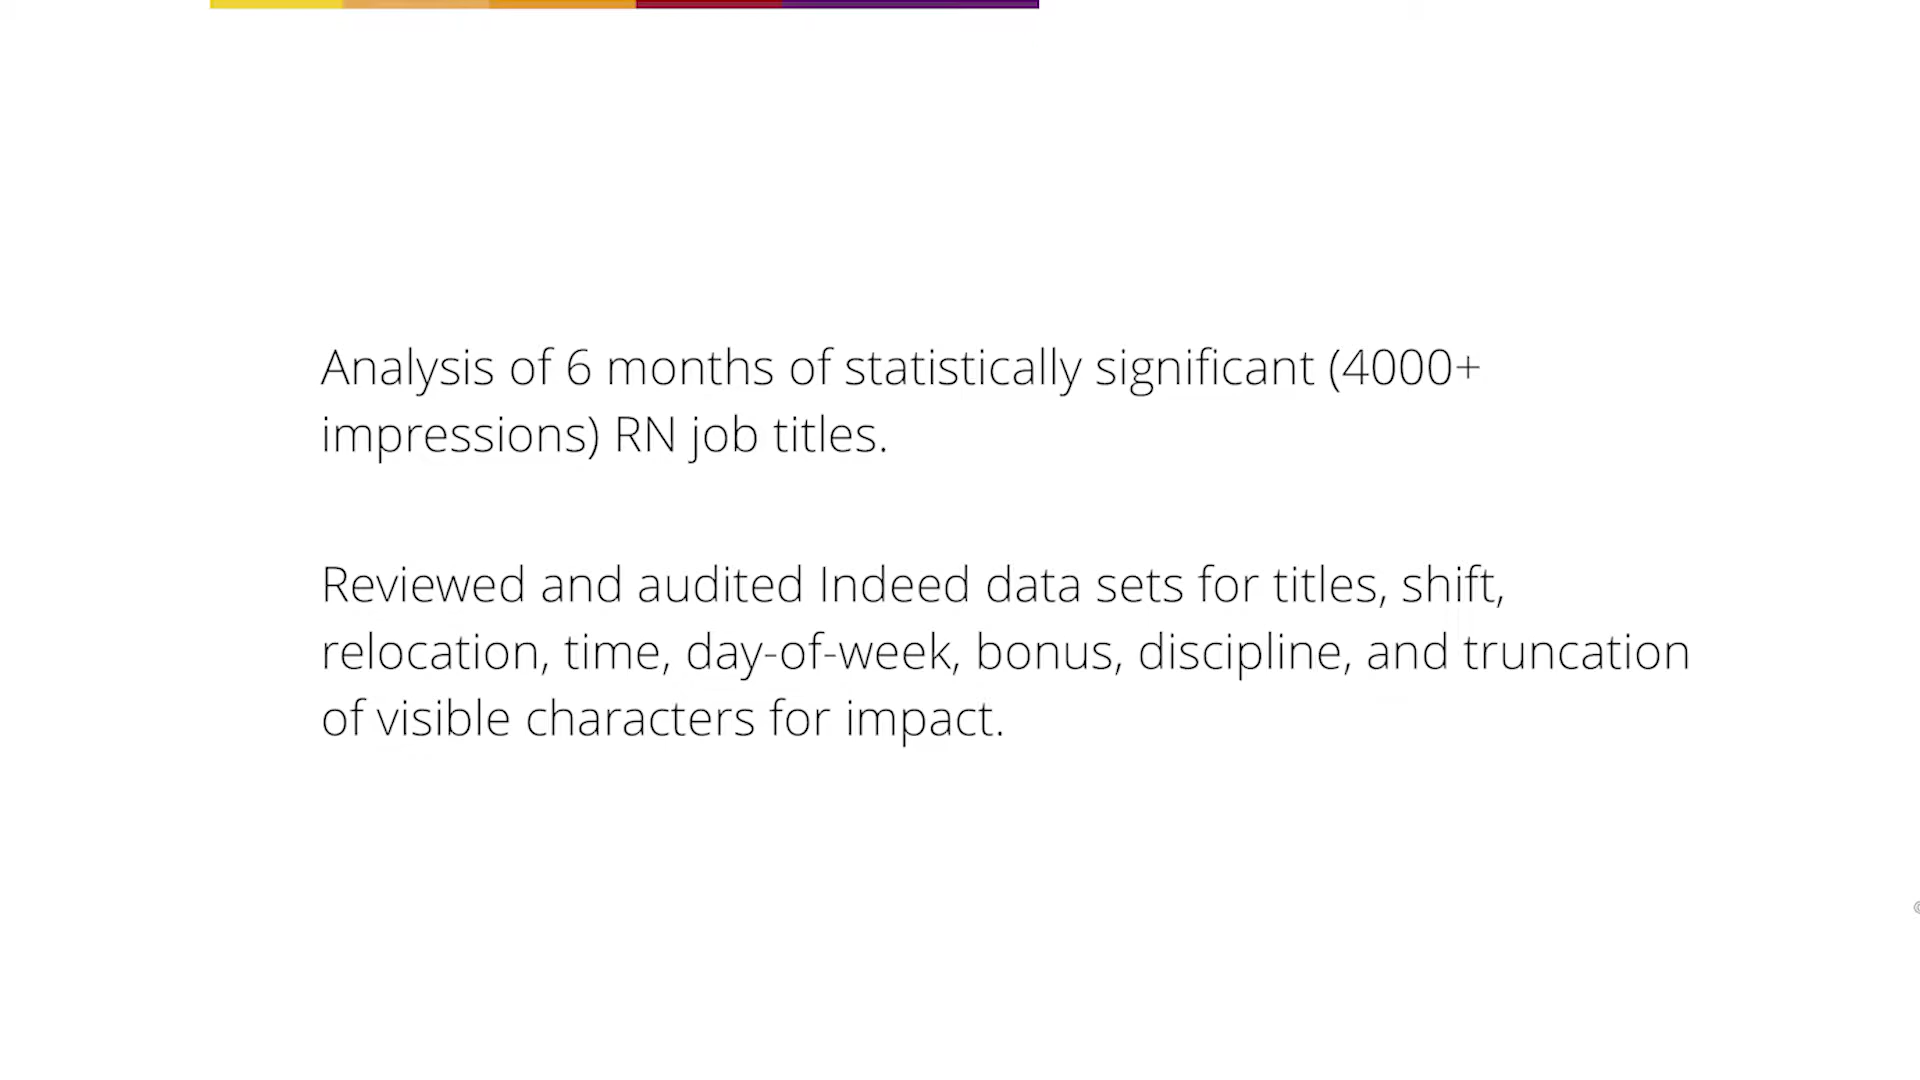 Analysis of 6 months of statistically significant (4000+
impressions) RN job titles.
Reviewed and audited Indeed data sets for titles, shift,
relocation, time, day-of-week, bonus, discipline, and truncation
of visible characters for impact.
©